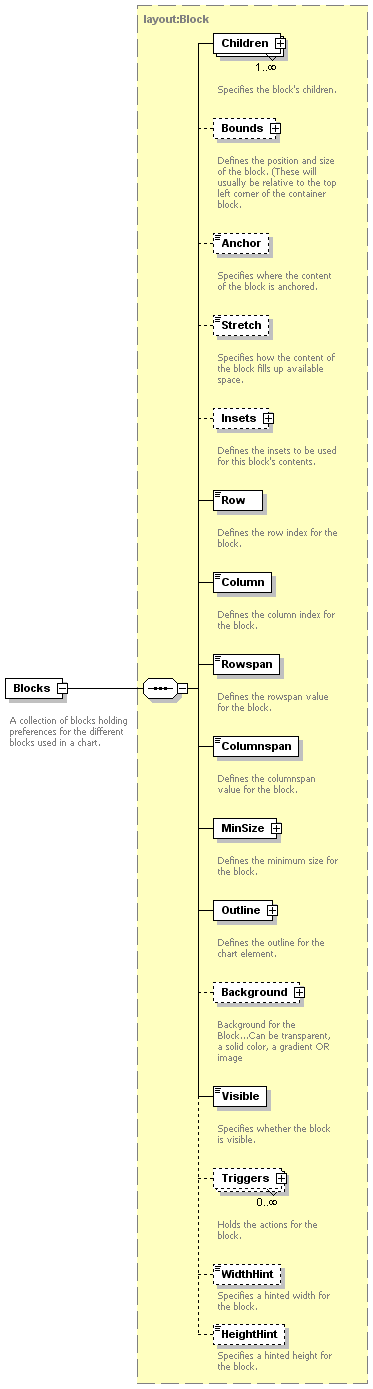 layout:Block
Children
1..∞
Specifies the block's children.
Bounds
Defines the position and size
of the block. (These will
usually be relative to the top
left corner of the container
block.
Anchor
Specifies where the content
of the block is anchored.
Stretch
Specifies how the content of
the block fills up available
space.
Insets
Defines the insets to be used
for this block's contents.
Row
Defines the row index for the
block.
Column
Defines the column index for
the block.
Rowspan
Defines the rowspan value
for the block.
Blocks
A collection of blocks holding
preferences for the different
blocks used in a chart.
Columnspan
Defines the columnspan
value for the block.
MinSize
Defines the minimum size for
the block.
Outline
Defines the outline for the
chart element.
Background
Background for the
Block...Can be transparent,
a solid color, a gradient OR
image
Visible
Specifies whether the block
is visible.
Triggers
0..∞
Holds the actions for the
block.
WidthHint
Specifies a hinted width for
the block.
HeightHint
Specifies a hinted height for
the block.